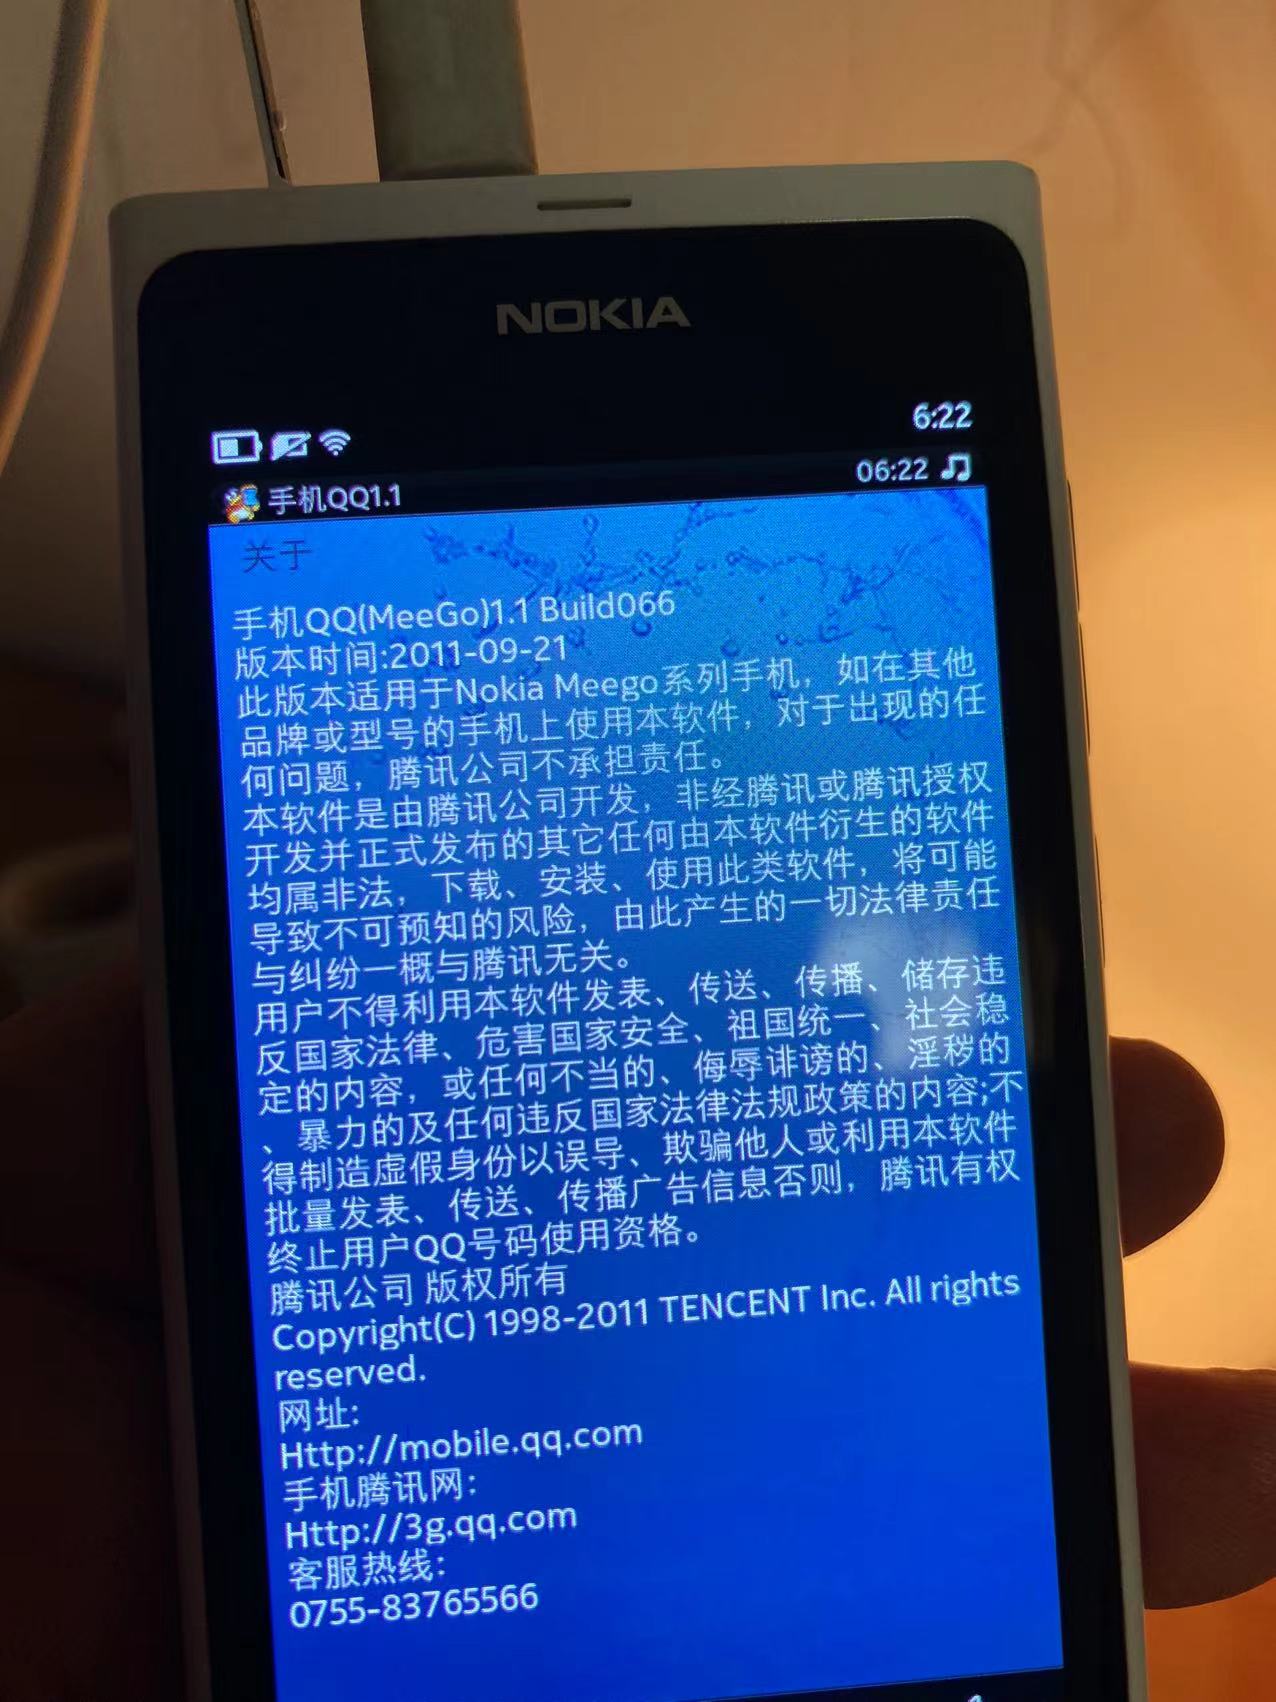 NOKIA
6:22
手机QQ1.1
06:22
关于
手机QQ(MeeGo)1.1 Build066
版本时间:2011-09-21
此版本适用于Nokia Meego系列手机，如在其他
品牌或型号的手机上使用本软件，对于出现的任
何问题，腾讯公司不承担责任。
本软件是由腾讯公司开发，非经腾讯或腾讯授权
开发并正式发布的其它任何由本软件衍生的软件
均属非法，下载、安装、使用此类软件，将可能
导致不可预知的风险，由此产生的一切法律责任
与纠纷一概与腾讯无关。
用户不得利用本软件发表、传送、传播、储存违
反国家法律、危害国家安全、祖国统一、社会稳
定的内容，或任何不当的、侮辱诽谤的、淫秽的
、暴力的及任何违反国家法律法规政策的内容;不
得制造虚假身份以误导、欺骗他人或利用本软件
批量发表、传送、传播广告信息否则，腾讯有权
终止用户QQ号码使用资格。
腾讯公司 版权所有
Copyright(C) 1998-2011 TENCENT Inc. All rights
reserved.
网址:
Http://mobile.qq.com
手机腾讯网:
Http://3g.qq.com
客服热线:
0755-83765566